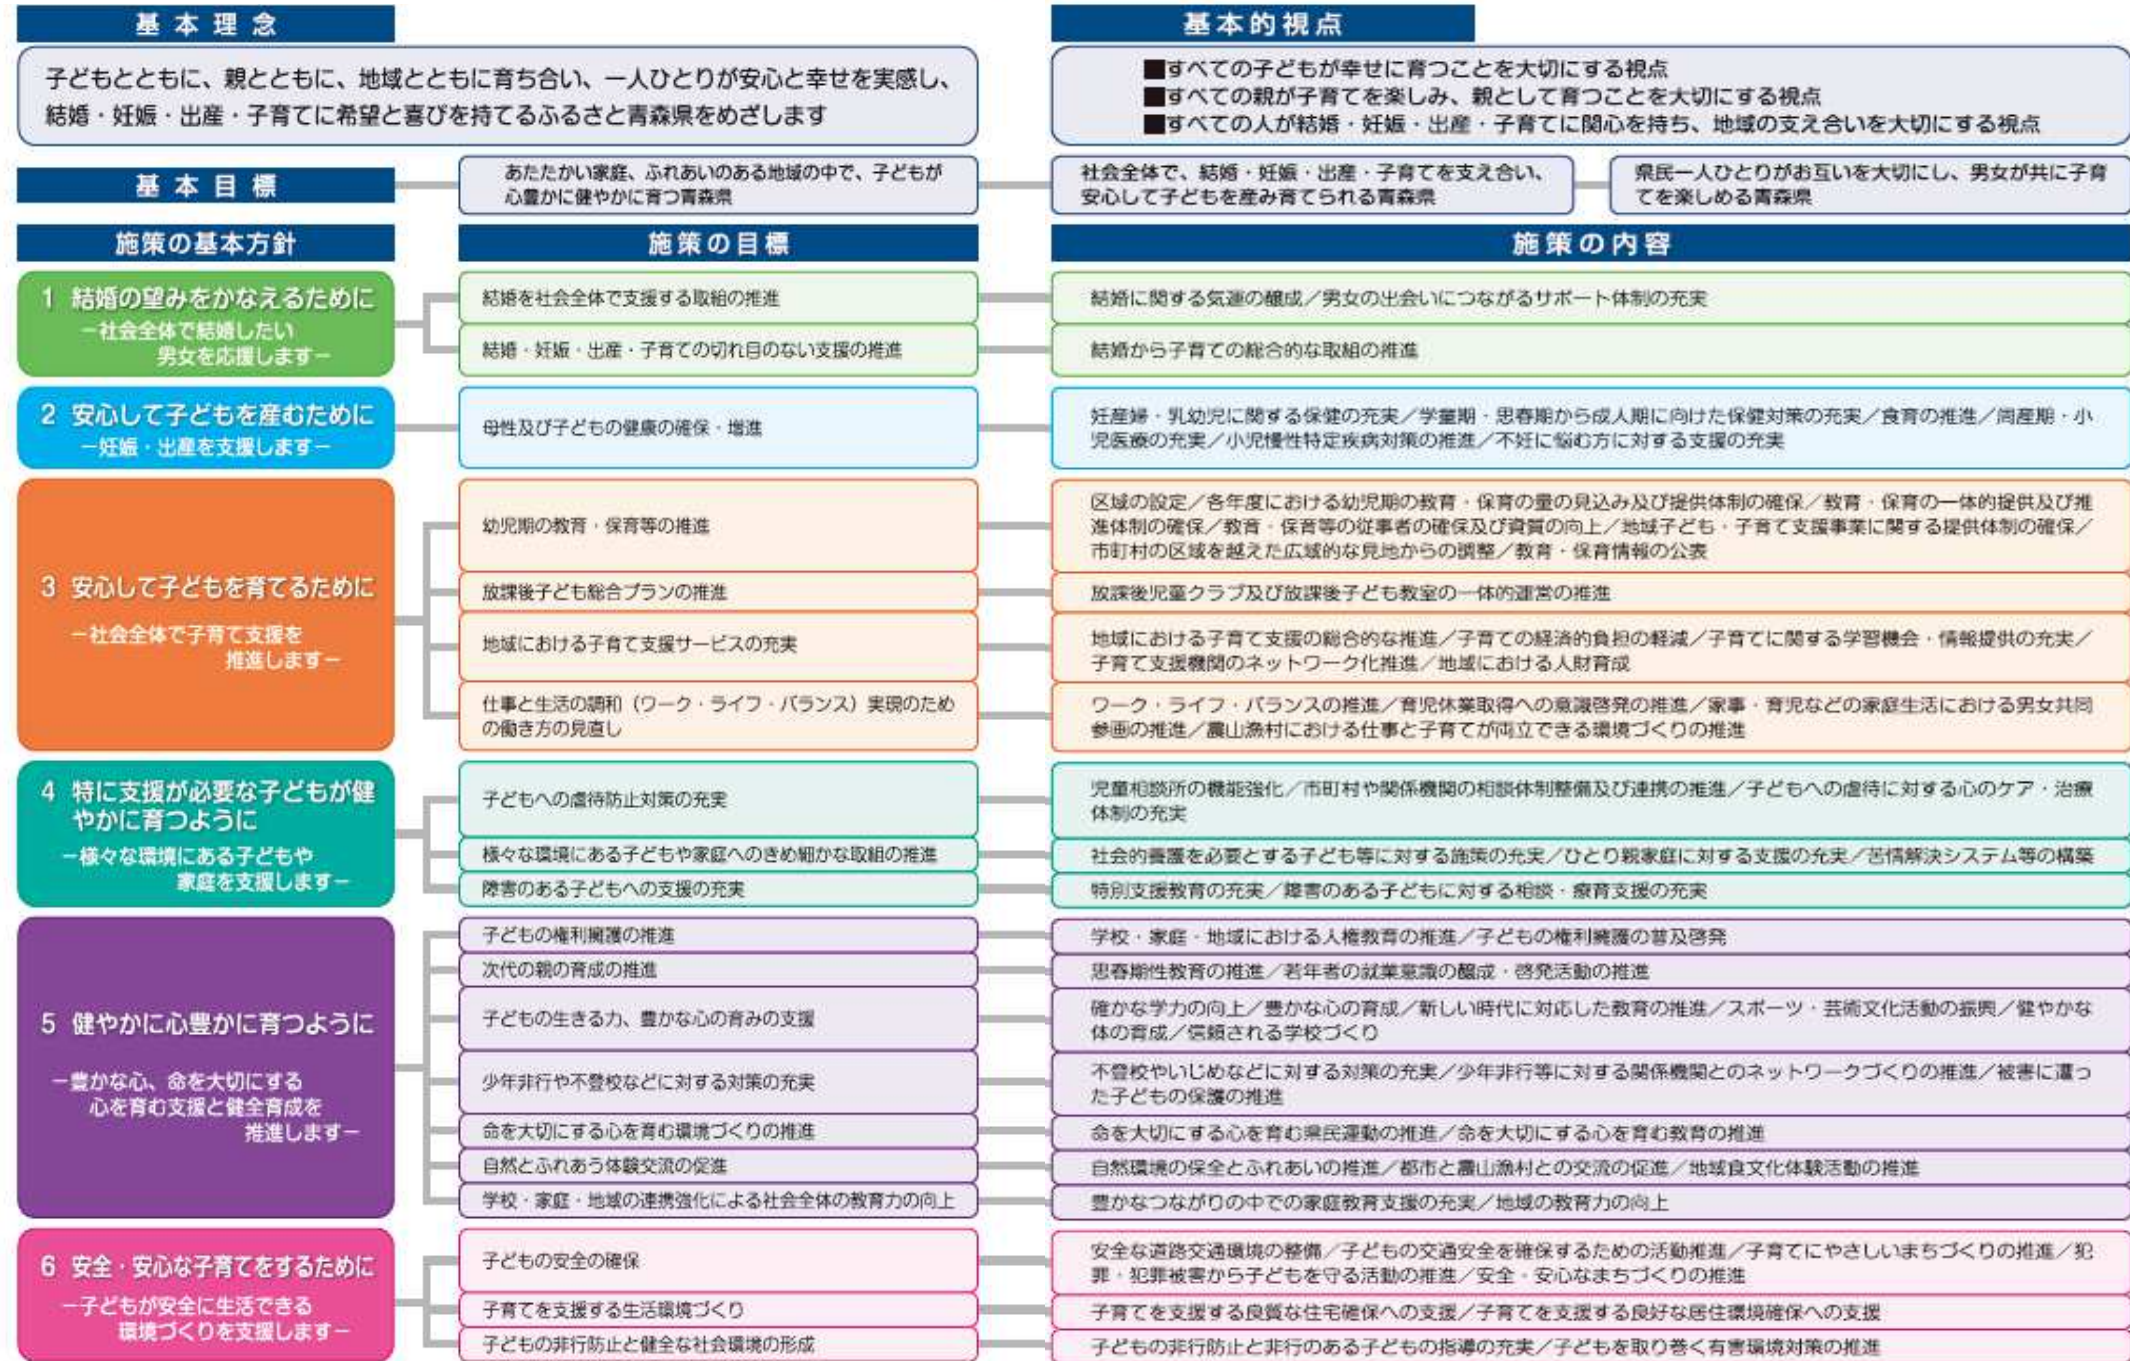 基本理念
子どもとともに、親とともに、地域とともに育ち合い、一人ひとりが安心と幸せを実感し、
結婚・妊娠・出産・子育てに希望と喜びを持てるふるさと青森県をめざします
基本的視点
■すべての子どもが幸せに育つことを大切にする視点
■すべての親が子育てを楽しみ、親として育つことを大切にする視点
■すべての人が結婚・妊娠・出産・子育てに関心を持ち、地域の支え合いを大切にする視点
基本目標
あたたかい家庭、ふれあいのある地域の中で、子どもが
心豊かに健やかに育つ青森県
社会全体で、結婚・妊娠・出産・子育てを支え合い、
安心して子どもを産み育てられる青森県
県民一人ひとりがお互いを大切にし、男女が共に子育
てを楽しめる青森県
施策の基本方針
施策の目標
施策の内容
1 結婚の望みをかなえるために
－社会全体で結婚したい
男女を応援します－
結婚を社会全体で支援する取組の推進
結婚に関する気運の醸成／男女の出会いにつながるサポート体制の充実
結婚・妊娠・出産・子育ての切れ目のない支援の推進
結婚から子育ての総合的な取組の推進
2 安心して子どもを産むために
－妊娠・出産を支援します－
母性及び子どもの健康の確保・増進
妊産婦・乳幼児に関する保健の充実／学童期・思春期から成人期に向けた保健対策の充実／食育の推進／周産期・小
児医療の充実／小児慢性特定疾病対策の推進／不妊に悩む方に対する支援の充実
3 安心して子どもを育てるために
－社会全体で子育て支援を
推進します－
幼児期の教育・保育等の推進
区域の設定／各年度における幼児期の教育・保育の量の見込み及び提供体制の確保／教育・保育の一体的提供及び推
進体制の確保／教育・保育等の従事者の確保及び資質の向上／地域子ども・子育て支援事業に関する提供体制の確保／
市町村の区域を越えた広域的な見地からの調整／教育・保育情報の公表
放課後子ども総合プランの推進
放課後児童クラブ及び放課後子ども教室の一体的運営の推進
地域における子育て支援サービスの充実
地域における子育て支援の総合的な推進／子育ての経済的負担の軽減／子育てに関する学習機会・情報提供の充実／
子育て支援機関のネットワーク化推進／地域における人財育成
仕事と生活の調和（ワーク・ライフ・バランス）実現のため
の働き方の見直し
ワーク・ライフ・バランスの推進／育児休業取得への意識啓発の推進／家事・育児などの家庭生活における男女共同
参画の推進／農山漁村における仕事と子育てが両立できる環境づくりの推進
4 特に支援が必要な子どもが健
やかに育つように
－様々な環境にある子どもや
家庭を支援します－
子どもへの虐待防止対策の充実
児童相談所の機能強化／市町村や関係機関の相談体制整備及び連携の推進／子どもへの虐待に対する心のケア・治療
体制の充実
様々な環境にある子どもや家庭へのきめ細かな取組の推進
社会的養護を必要とする子ども等に対する施策の充実／ひとり親家庭に対する支援の充実／苦情解決システム等の構築
障害のある子どもへの支援の充実
特別支援教育の充実／障害のある子どもに対する相談・療育支援の充実
5 健やかに心豊かに育つように
－豊かな心、命を大切にする
心を育む支援と健全育成を
推進します－
子どもの権利擁護の推進
学校・家庭・地域における人権教育の推進／子どもの権利擁護の普及啓発
次代の親の育成の推進
思春期性教育の推進／若年者の就業意識の醸成・啓発活動の推進
子どもの生きる力、豊かな心の育みの支援
確かな学力の向上／豊かな心の育成／新しい時代に対応した教育の推進／スポーツ・芸術文化活動の振興／健やかな
体の育成／信頼される学校づくり
少年非行や不登校などに対する対策の充実
不登校やいじめなどに対する対策の充実／少年非行等に対する関係機関とのネットワークづくりの推進／被害に遭っ
た子どもの保護の推進
命を大切にする心を育む環境づくりの推進
命を大切にする心を育む県民運動の推進／命を大切にする心を育む教育の推進
自然とふれあう体験交流の促進
自然環境の保全とふれあいの推進／都市と農山漁村との交流の促進／地域食文化体験活動の推進
学校・家庭・地域の連携強化による社会全体の教育力の向上
豊かなつながりの中での家庭教育支援の充実／地域の教育力の向上
6 安全・安心な子育てをするために
－子どもが安全に生活できる
環境づくりを支援します－
子どもの安全の確保
安全な道路交通環境の整備／子どもの交通安全を確保するための活動推進／子育てにやさしいまちづくりの推進／犯
罪・犯罪被害から子どもを守る活動の推進／安全・安心なまちづくりの推進
子育てを支援する生活環境づくり
子育てを支援する良質な住宅確保への支援／子育てを支援する良好な居住環境確保への支援
子どもの非行防止と健全な社会環境の形成
子どもの非行防止と非行のある子どもの指導の充実／子どもを取り巻く有害環境対策の推進